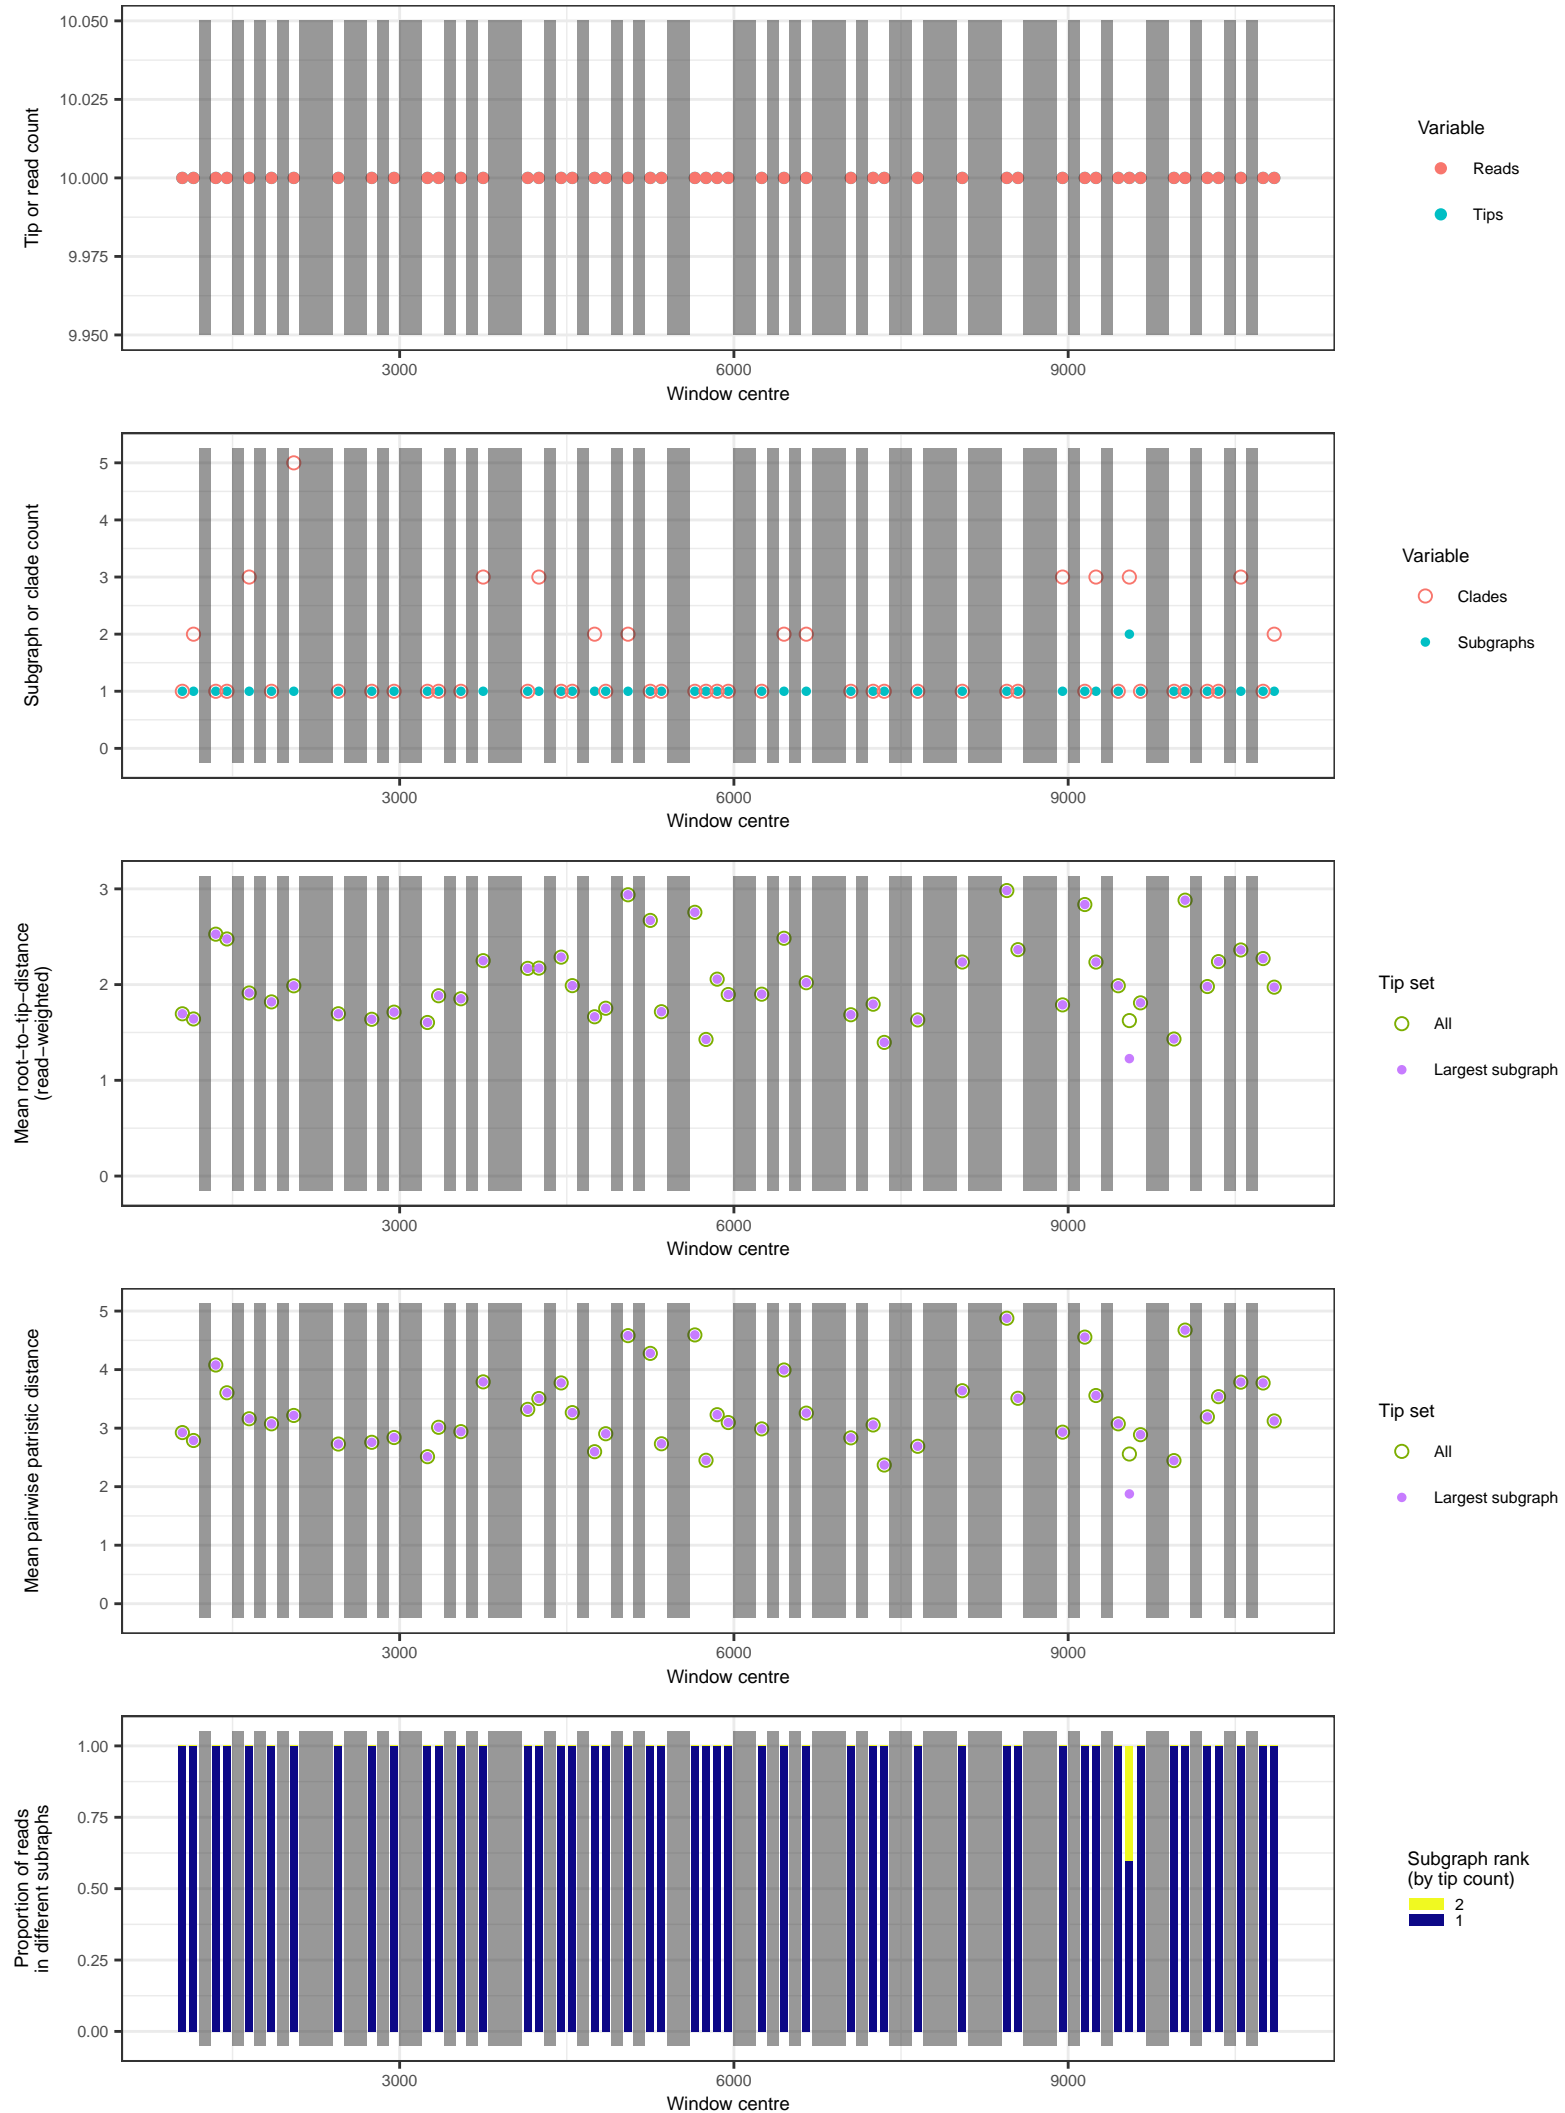 10.050
10.025
10.000
9.975
9.950
Tip or read count
3000
6000
9000
Window centre
Variable
Reads
Tips
5
4
3
2
1
0
Subgraph or clade count
3000
6000
9000
Window centre
Variable
Clades
Subgraphs
3
2
1
0
Mean root−to−tip−distance
(read−weighted)
3000
6000
9000
Window centre
Tip set
All
Largest subgraph
5
4
3
2
1
0
Mean pairwise patristic distance
3000
6000
9000
Window centre
Tip set
All
Largest subgraph
1.00
0.75
0.50
0.25
0.00
Proportion of reads
in different subraphs
3000
6000
9000
Window centre
Subgraph rank
(by tip count)
2
1